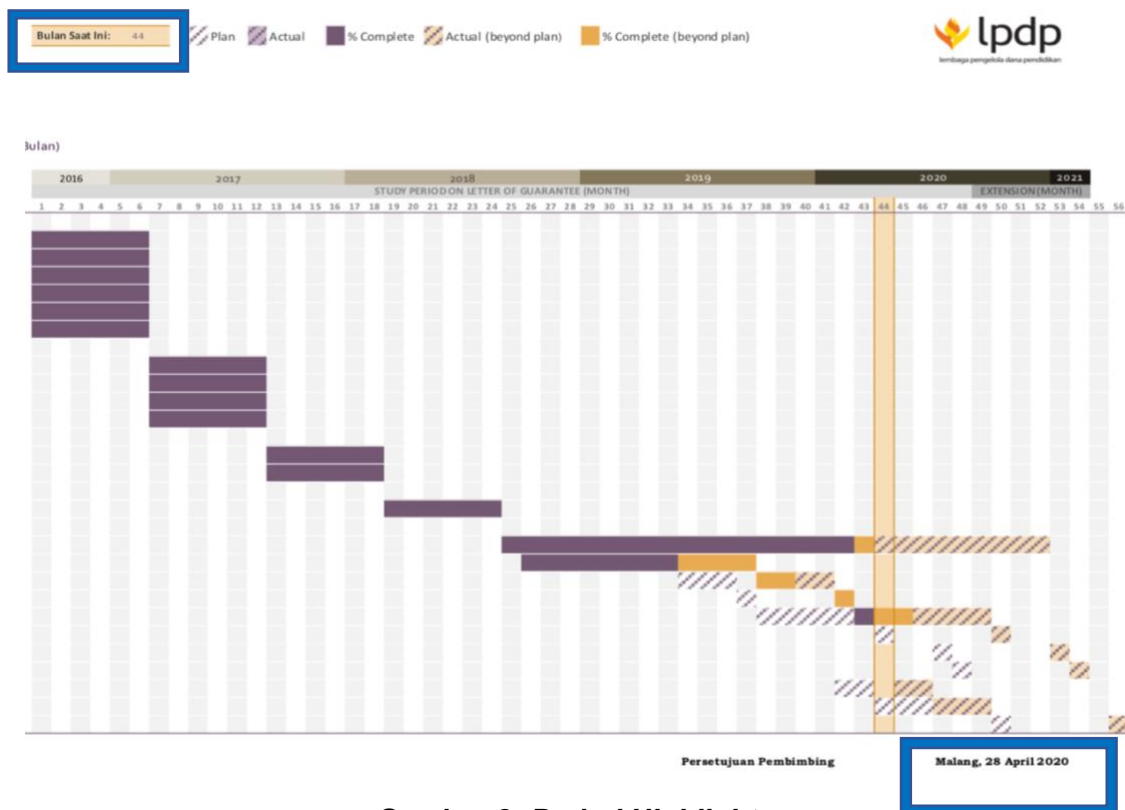 Bulan Saat Ini: 44 Plan Actual % Complete Actual (beyond plan) % Complete (beyond plan)
lpdp
lembaga pengelola dana pendidikan
Bulan)
2016 2017 2018 2019 2020 2021
STUDY PERIOD ON LETTER OF GUARANTEE (MONTH) EXTENSION (MONTH)
1 2 3 4 5 6 7 8 9 10 11 12 13 14 15 16 17 18 19 20 21 22 23 24 25 26 27 28 29 30 31 32 33 34 35 36 37 38 39 40 41 42 43 44 45 46 47 48 49 50 51 52 53 54 55 56
Persetujuan Pembimbing Malang, 28 April 2020